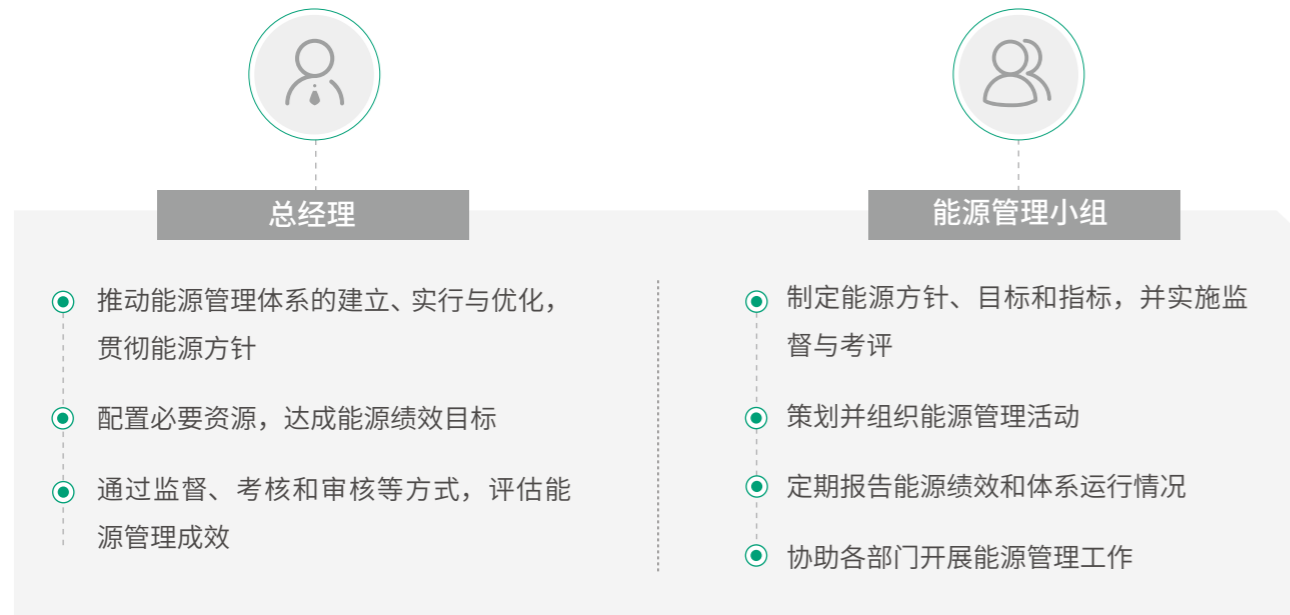 总经理
推动能源管理体系的建立、实行与优化，
贯彻能源方针
配置必要资源，达成能源绩效目标
通过监督、考核和审核等方式，评估能
源管理成效
能源管理小组
制定能源方针、目标和指标，并实施监
督与考评
策划并组织能源管理活动
定期报告能源绩效和体系运行情况
协助各部门开展能源管理工作